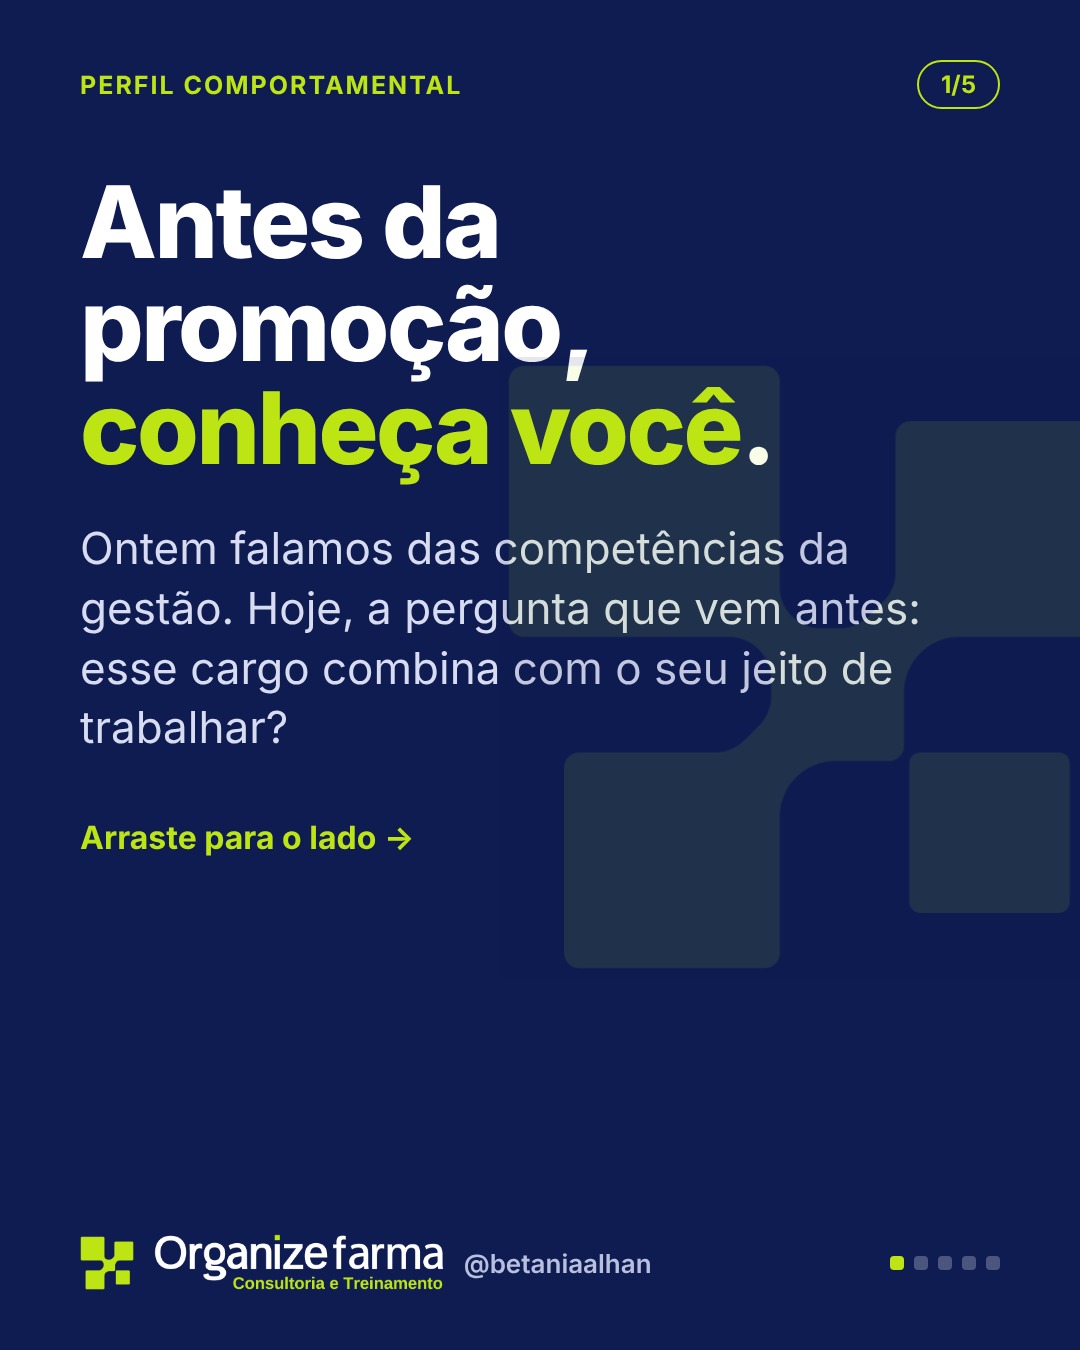 PERFIL COMPORTAMENTAL
1/5
Antes da
promoção,
conheça você.
Ontem falamos das competências da
gestão. Hoje, a pergunta que vem antes:
esse cargo combina com o seu jeito de
trabalhar?
Arraste para o lado →
Organizefarma
Consultoria e Treinamento
@betaniaalhan